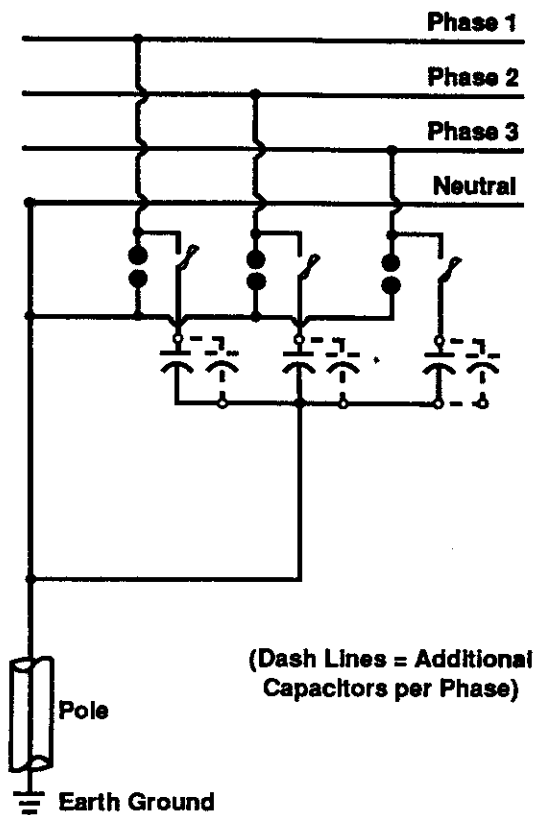 Phase 1
Phase 2
Phase 3
Neutral
(Dash Lines = Additional
Capacitors per Phase)
Pole
Earth Ground